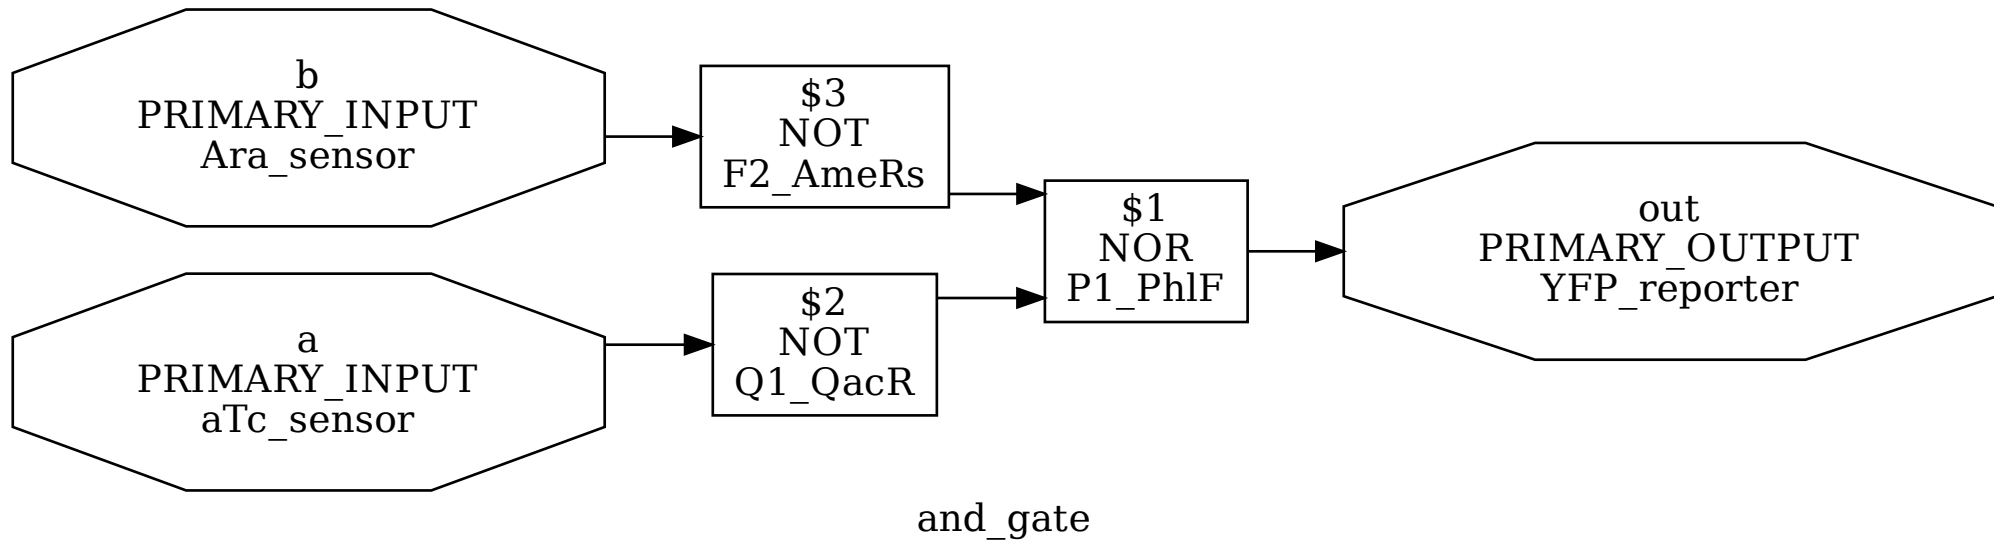 b
PRIMARY_INPUT
Ara_sensor
$3
NOT
F2_AmeRs
a
PRIMARY_INPUT
aTc_sensor
$2
NOT
Q1_QacR
$1
NOR
P1_PhlF
out
PRIMARY_OUTPUT
YFP_reporter
and_gate